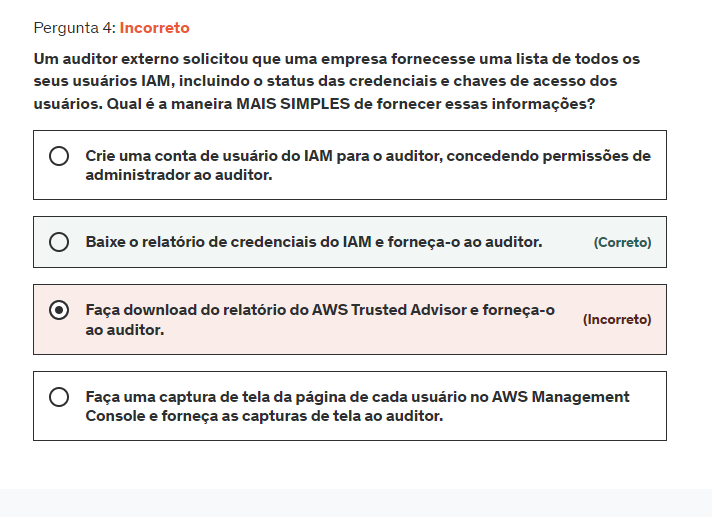 Pergunta 4: Incorreto
Um auditor externo solicitou que uma empresa fornecesse uma lista de todos os
seus usuários IAM, incluindo o status das credenciais e chaves de acesso dos
usuários. Qual é a maneira MAIS SIMPLES de fornecer essas informações?
Crie uma conta de usuário do IAM para o auditor, concedendo permissões de
administrador ao auditor.
Baixe o relatório de credenciais do IAM e forneça-o ao auditor. (Correto)
Faça download do relatório do AWS Trusted Advisor e forneça-o
ao auditor.
(Incorreto)
Faça uma captura de tela da página de cada usuário no AWS Management
Console e forneça as capturas de tela ao auditor.